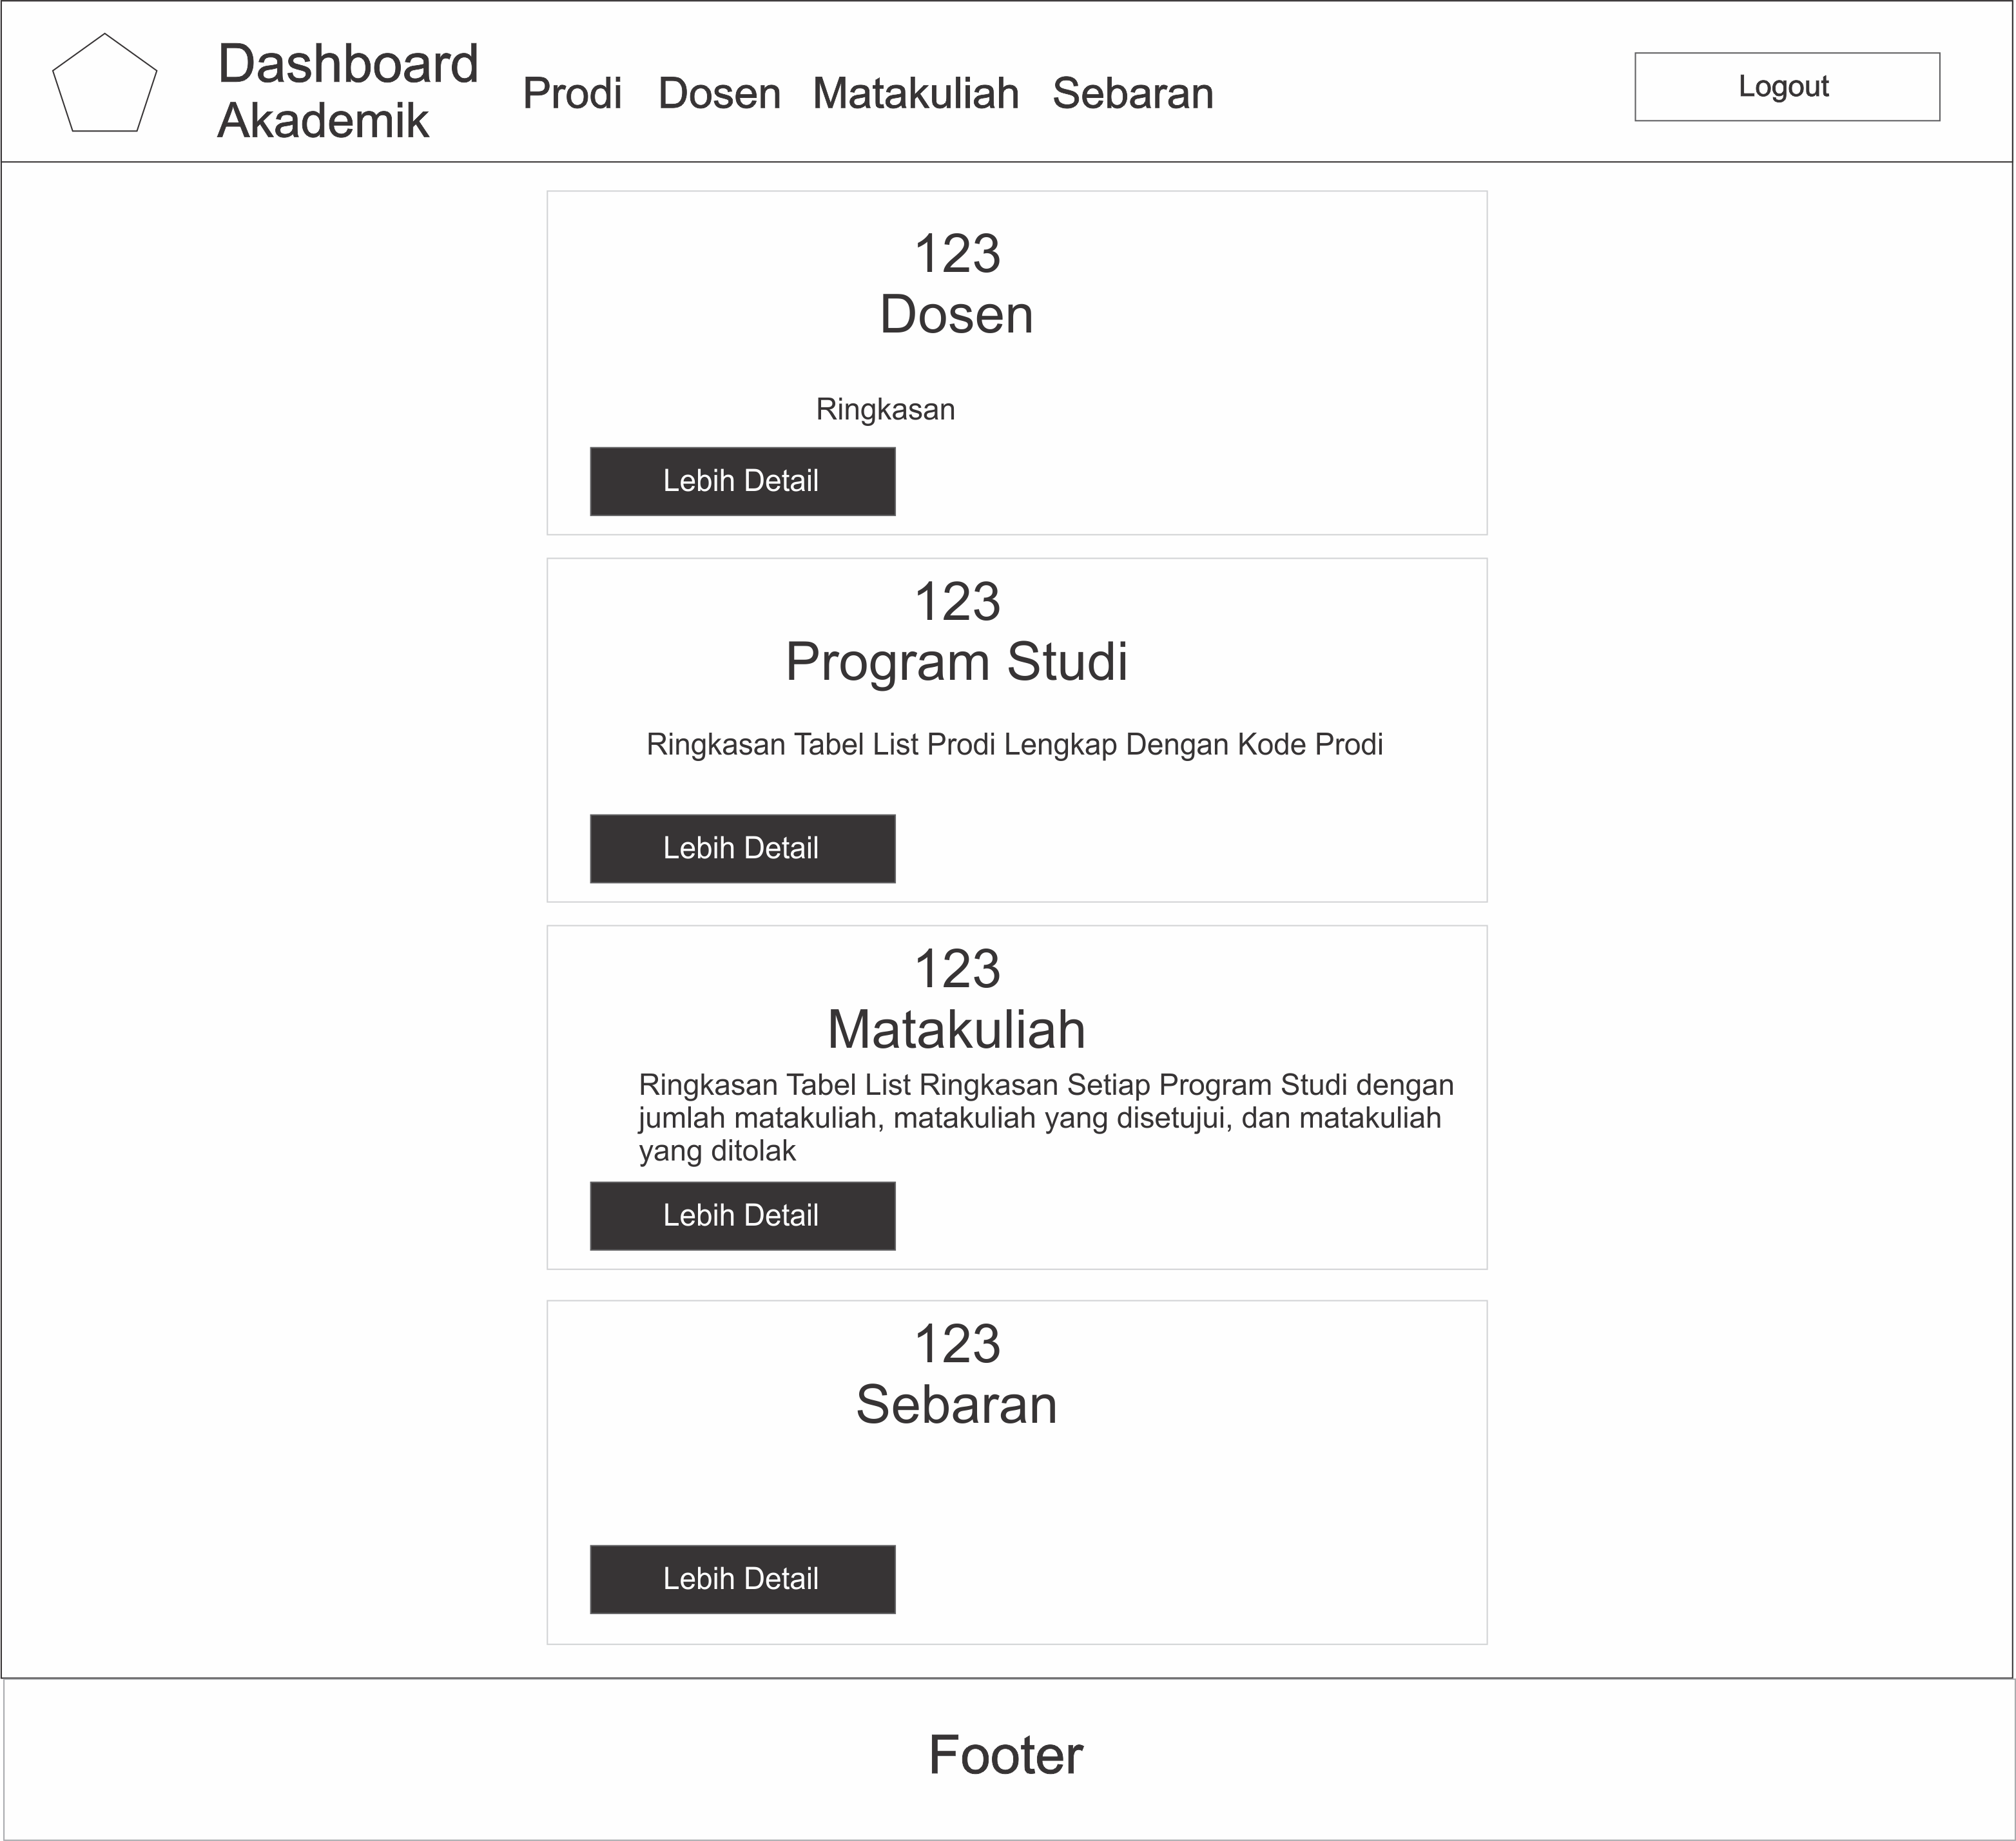 Dashboard
Akademik
Prodi Dosen Matakuliah Sebaran
Logout
123
Dosen
Ringkasan
Lebih Detail
123
Program Studi
Ringkasan Tabel List Prodi Lengkap Dengan Kode Prodi
Lebih Detail
123
Matakuliah
Ringkasan Tabel List Ringkasan Setiap Program Studi dengan
jumlah matakuliah, matakuliah yang disetujui, dan matakuliah
yang ditolak
Lebih Detail
123
Sebaran
Lebih Detail
Footer